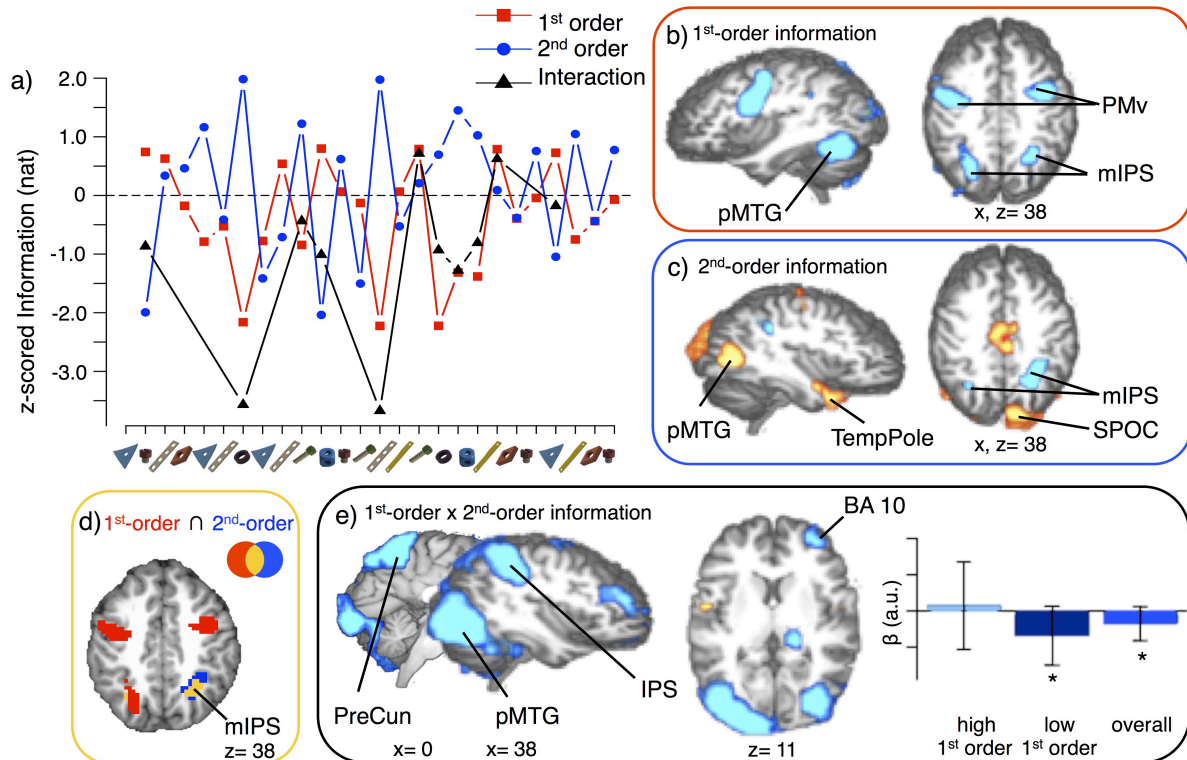 1st order
2nd order
Interaction
a)
z-scored Information (nat)
2.0
1.0
0
-1.0
-2.0
-3.0
b) 1st-order information
PMv
mIPS
pMTG
x, z= 38
c) 2nd-order information
mIPS
pMTG
TempPole
SPOC
x, z= 38
d) 1st-order ∩ 2nd-order
mIPS
z= 38
e) 1st-order x 2nd-order information
BA 10
IPS
PreCun
pMTG
x= 0
x= 38
z= 11
β (a.u.)
*
*
high
1st order
low
1st order
overall